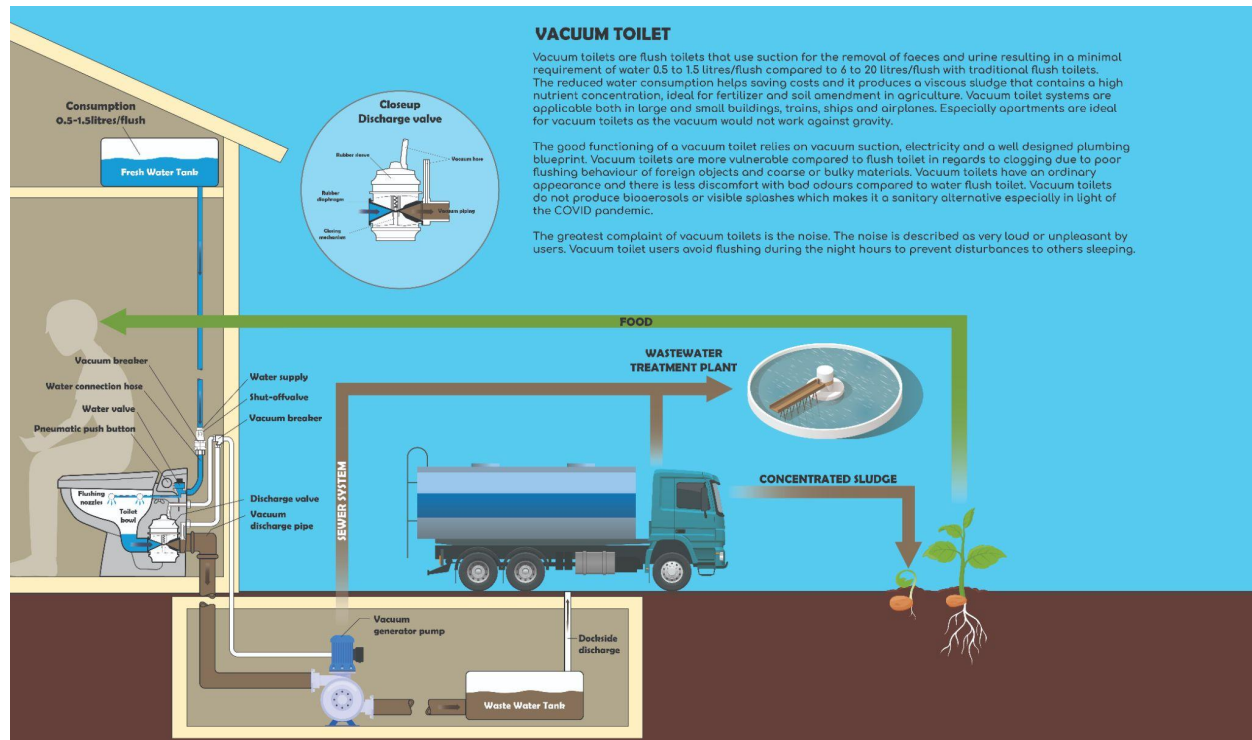 VACUUM TOILET
Vacuum toilets are flush toilets that use suction for the removal of faeces and urine resulting in a minimal
requirement of water 0.5 to 1.5 litres/flush compared to 6 to 20 litres/flush with traditional flush toilets.
The reduced water consumption helps saving costs and it produces a viscous sludge that contains a high
nutrient concentration, ideal for fertilizer and soil amendment in agriculture. Vacuum toilet systems are
applicable both in large and small buildings, trains, ships and airplanes. Especially apartments are ideal
for vacuum toilets as the vacuum would not work against gravity.
The good functioning of a vacuum toilet relies on vacuum suction, electricity and a well designed plumbing
blueprint. Vacuum toilets are more vulnerable compared to flush toilet in regards to clogging due to poor
flushing behaviour of foreign objects and coarse or bulky materials. Vacuum toilets have an ordinary
appearance and there is less discomfort with bad odours compared to water flush toilet. Vacuum toilets
do not produce bioaerosols or visible splashes which makes it a sanitary alternative especially in light of
the COVID pandemic.
The greatest complaint of vacuum toilets is the noise. The noise is described as very loud or unpleasant by
users. Vacuum toilet users avoid flushing during the night hours to prevent disturbances to others sleeping.
Consumption
0.5-1.5litres/flush
Fresh Water Tank
Closeup
Discharge valve
Rubber sleeve
Vacuum hose
Rubber
diaphragm
Vacuum piping
Closing
mechanism
FOOD
WASTEWATER
TREATMENT PLANT
Vacuum breaker
Water connection hose
Water valve
Pneumatic push button
Water supply
Shut-offvalve
Vacuum breaker
Flushing
nozzles
Toilet
bowl
Discharge valve
Vacuum
discharge pipe
SEWER SYSTEM
CONCENTRATED SLUDGE
Vacuum
generator pump
Dockside
discharge
Waste Water Tank